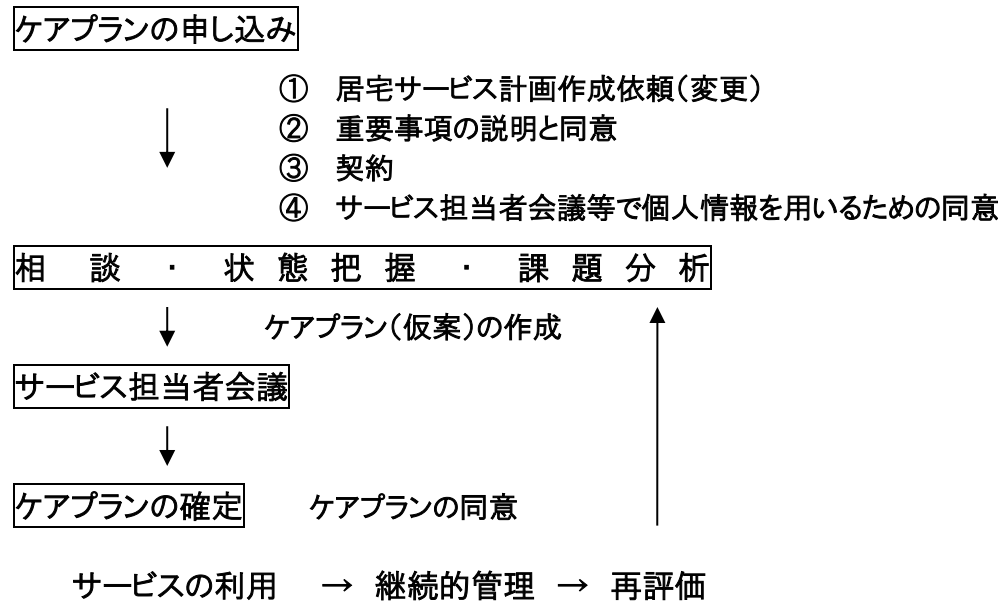 ケアプランの申し込み
① 居宅サービス計画作成依頼（変更）
② 重要事項の説明と同意
③ 契約
④ サービス担当者会議等で個人情報を用いるための同意
相 談 ・ 状 態 把 握 ・ 課 題 分 析
ケアプラン（仮案）の作成
サービス担当者会議
ケアプランの確定 ケアプランの同意
サービスの利用 → 継続的管理 → 再評価